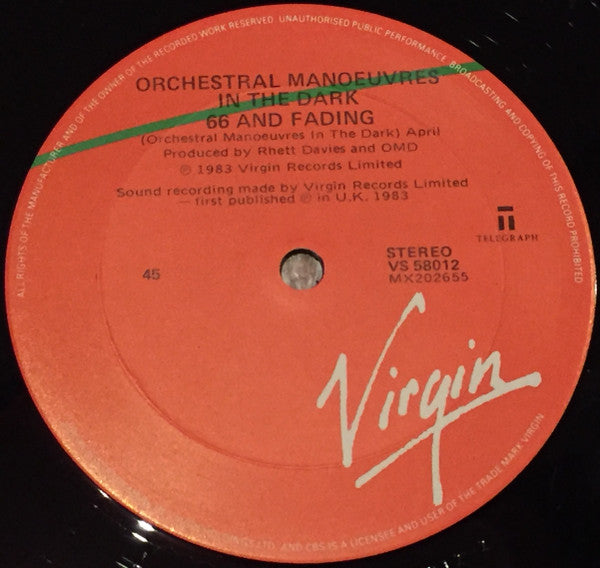 ALL RIGHTS OF THE MANUFACTURER AND OF THE OWNER OF THE RECORDED WORK RESERVED. UNAUTHORISED PUBLIC PERFORMANCE, BROADCASTING AND COPYING OF THIS RECORD PROHIBITED
ORCHESTRAL MANOEUVRES
IN THE DARK
66 AND FADING
(Orchestral Manoeuvres In The Dark) April
Produced by Rhett Davies and OMD
℗ 1983 Virgin Records Limited
Sound recording made by Virgin Records Limited
— first published ℗ in U.K. 1983
TELEGRAPH
45
STEREO
VS 58012
MX202655
Virgin
LTD. AND CBS IS A LICENSEE AND USER OF THE TRADE MARK VIRGIN